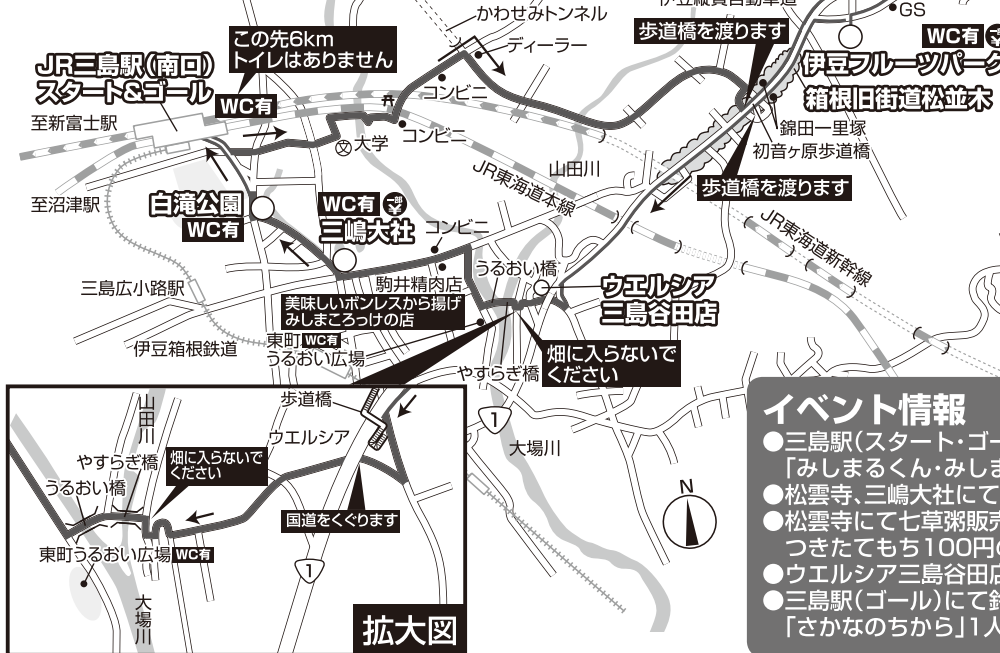 かわせみトンネル
ディーラー
コンビニ
この先6km
トイレはありません
JR三島駅(南口)
スタート&ゴール
WC有
至新富士駅
大学
文
コンビニ
歩道橋を渡ります
GS
WC有
伊豆フルーツパーク
箱根旧街道松並木
錦田一里塚
初音ヶ原歩道橋
山田川
JR東海道本線
歩道橋を渡ります
JR東海道新幹線
至沼津駅
白滝公園
WC有
WC有
三嶋大社
コンビニ
駒井精肉店
美味しいボンレスから揚げ
みしまころっけの店
三島広小路駅
伊豆箱根鉄道
東町WC有
うるおい広場
うるおい橋
ウエルシア
三島谷田店
畑に入らないで
ください
やすらぎ橋
1
大場川
N
歩道橋
ウエルシア
山田川
やすらぎ橋
うるおい橋
畑に入らないで
ください
国道をくぐります
東町うるおい広場WC有
大場川
1
拡大図
イベント情報
●三島駅(スタート・ゴー
「みしまるくん・みしま
●松雲寺、三嶋大社にて
●松雲寺にて七草粥販売
つきたてもち100円の
●ウエルシア三島谷田店
●三島駅(ゴール)にて
「さかなのちから」1人